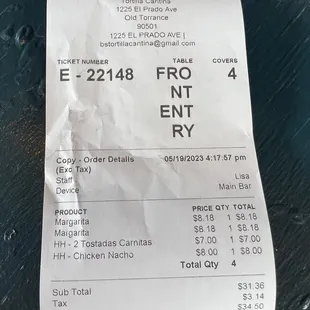 Tortilla Cantina
1225 El Prado Ave
Old Torrance
90501
1225 EL PRADO AVE |
bstortillacantina@gmail.com
TICKET NUMBER TABLE COVERS
E - 22148 FRO 4
NT
ENT
RY
Copy - Order Details 05/19/2023 4:17:57 pm
(Exc Tax)
Staff Lisa
Device Main Bar
PRODUCT PRICE QTY TOTAL
Margarita $8.18 1 $8.18
Margarita $8.18 1 $8.18
HH - 2 Tostadas Carnitas $7.00 1 $7.00
HH - Chicken Nacho $8.00 1 $8.00
Total Qty 4
Sub Total $31.36
Tax $3.14
$34.50